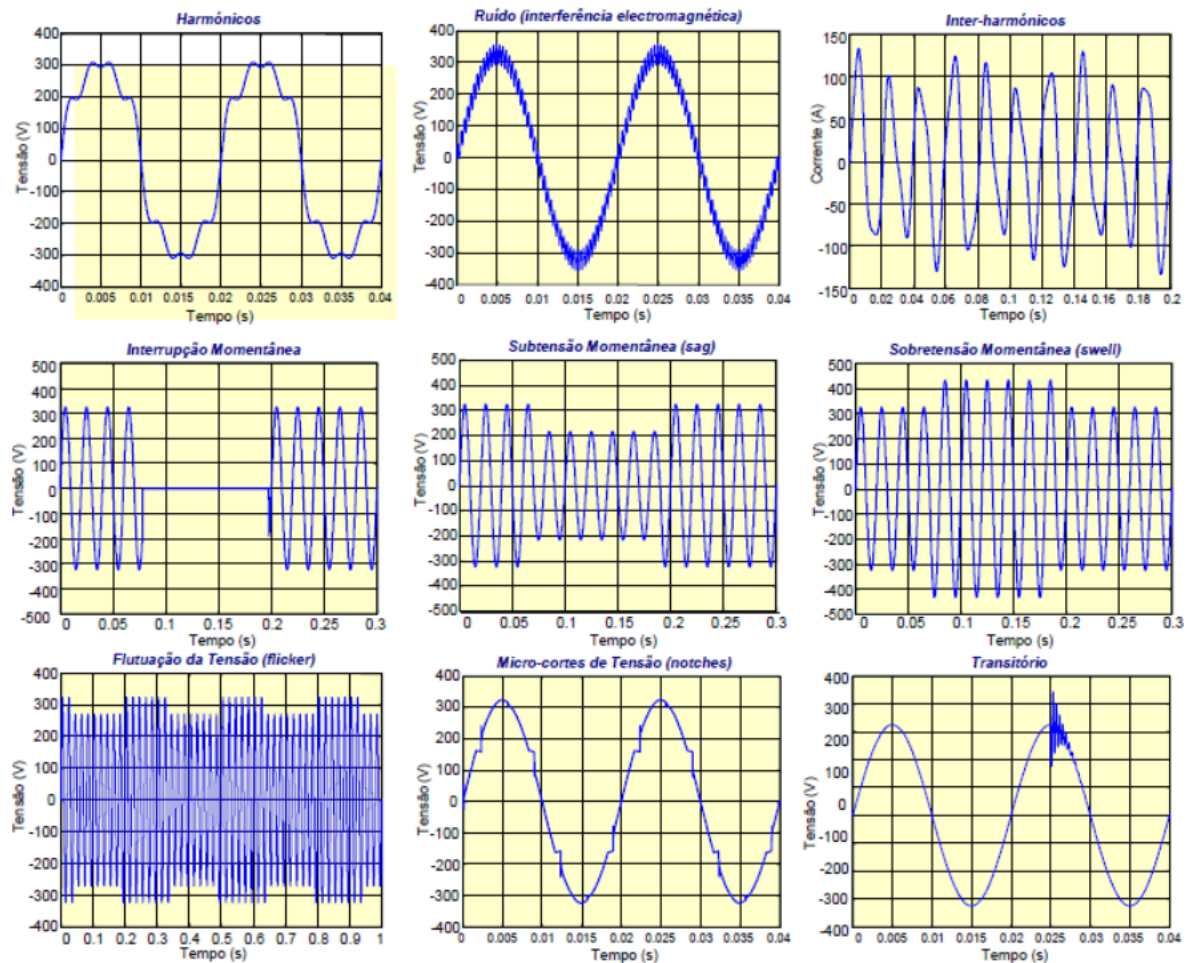 Harmónicos
Tensão (V)
400
300
200
100
0
-100
-200
-300
-400
0 0.005 0.01 0.015 0.02 0.025 0.03 0.035 0.04
Tempo (s)
Ruído (interferência electromagnética)
Tensão (V)
400
300
200
100
0
-100
-200
-300
-400
0 0.005 0.01 0.015 0.02 0.025 0.03 0.035 0.04
Tempo (s)
Inter-harmónicos
Corrente (A)
150
100
50
0
-50
-100
-150
0 0.02 0.04 0.06 0.08 0.1 0.12 0.14 0.16 0.18 0.2
Tempo (s)
Interrupção Momentânea
Tensão (V)
500
400
300
200
100
0
-100
-200
-300
-400
-500
0 0.05 0.1 0.15 0.2 0.25 0.3
Tempo (s)
Subtensão Momentânea (sag)
Tensão (V)
500
400
300
200
100
0
-100
-200
-300
-400
-500
0 0.05 0.1 0.15 0.2 0.25 0.3
Tempo (s)
Sobretensão Momentânea (swell)
Tensão (V)
500
400
300
200
100
0
-100
-200
-300
-400
-500
0 0.05 0.1 0.15 0.2 0.25 0.3
Tempo (s)
Flutuação da Tensão (flicker)
Tensão (V)
400
300
200
100
0
-100
-200
-300
-400
0 0.1 0.2 0.3 0.4 0.5 0.6 0.7 0.8 0.9 1
Tempo (s)
Micro-cortes de Tensão (notches)
Tensão (V)
400
300
200
100
0
-100
-200
-300
-400
0 0.005 0.01 0.015 0.02 0.025 0.03 0.035 0.04
Tempo (s)
Transitório
Tensão (V)
400
300
200
100
0
-100
-200
-300
-400
0 0.005 0.01 0.015 0.02 0.025 0.03 0.035 0.04
Tempo (s)